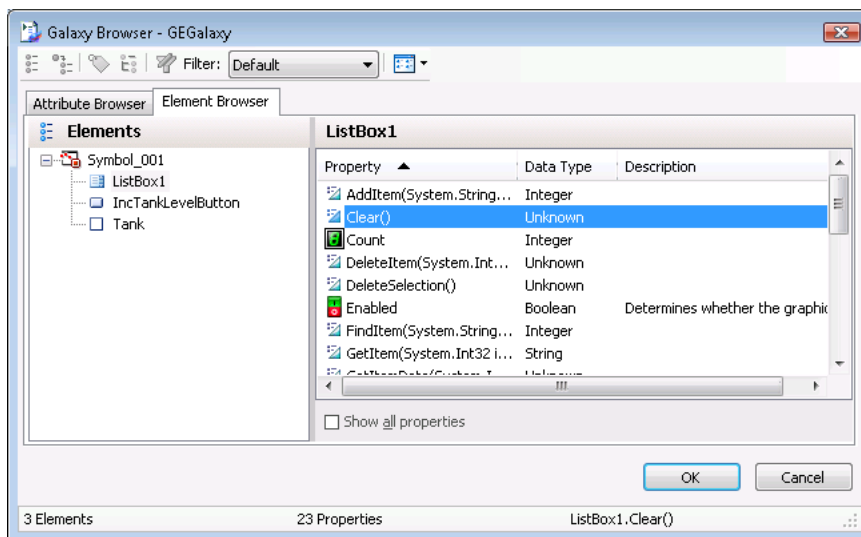 Galaxy Browser - GEGalaxy
Filter: Default
Attribute Browser Element Browser
Elements
Symbol_001
ListBox1
IncTankLevelButton
Tank
ListBox1
Property Data Type Description
AddItem(System.String... Integer
Clear() Unknown
Count Integer
DeleteItem(System.Int... Unknown
DeleteSelection() Unknown
Enabled Boolean Determines whether the graphic
FindItem(System.String... Integer
GetItem(System.Int32 i... String
Show all properties
OK Cancel
3 Elements 23 Properties ListBox1.Clear()